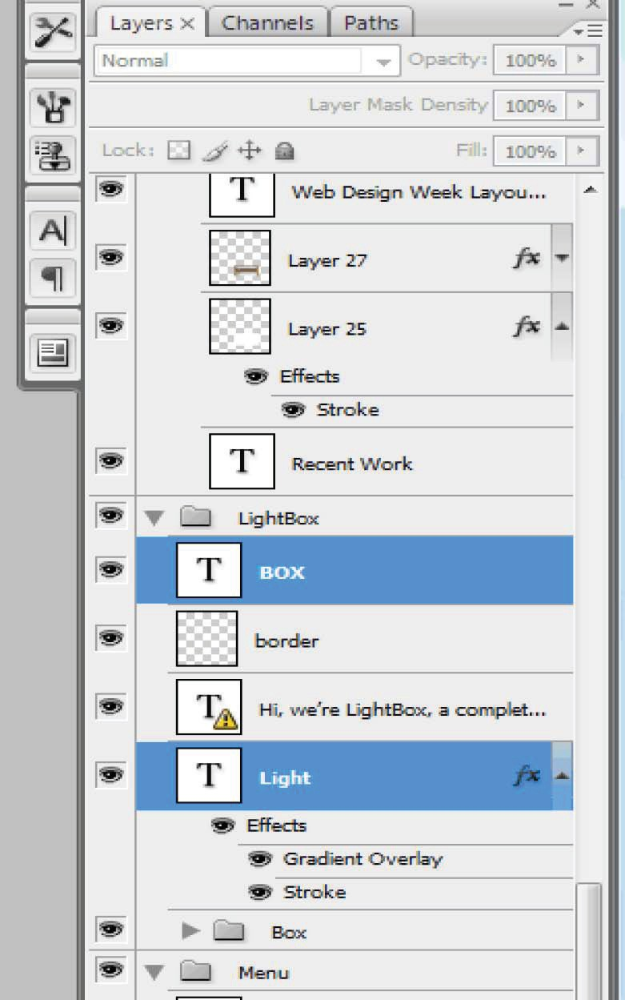 Layers × Channels Paths
Normal Opacity: 100%
Layer Mask Density 100%
Lock: Fill: 100%
T Web Design Week Layou...
Layer 27 fx
Layer 25 fx
Effects
Stroke
T Recent Work
LightBox
T BOX
border
T Hi, we're LightBox, a complet...
T Light fx
Effects
Gradient Overlay
Stroke
Box
Menu
A|
¶